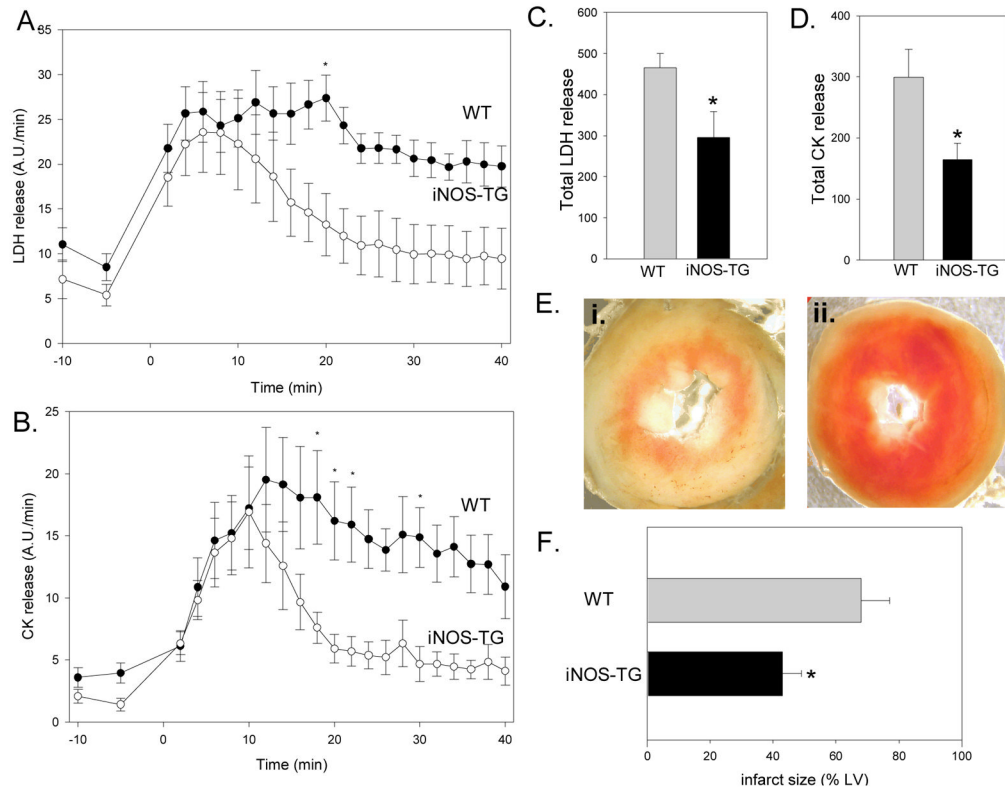 A.
LDH release (A.U./min)
35
30
25
20
15
10
5
0
*
WT
iNOS-TG
-10
0
10
20
30
40
Time (min)
B.
CK release (A.U./min)
25
20
15
10
5
0
* * * *
WT
iNOS-TG
-10
0
10
20
30
40
Time (min)
C.
Total LDH release
600
500
400
300
200
100
0
*
WT
iNOS-TG
D.
Total CK release
400
300
200
100
0
*
WT
iNOS-TG
E.
i.
ii.
F.
WT
iNOS-TG
*
0
20
40
60
80
100
infarct size (% LV)